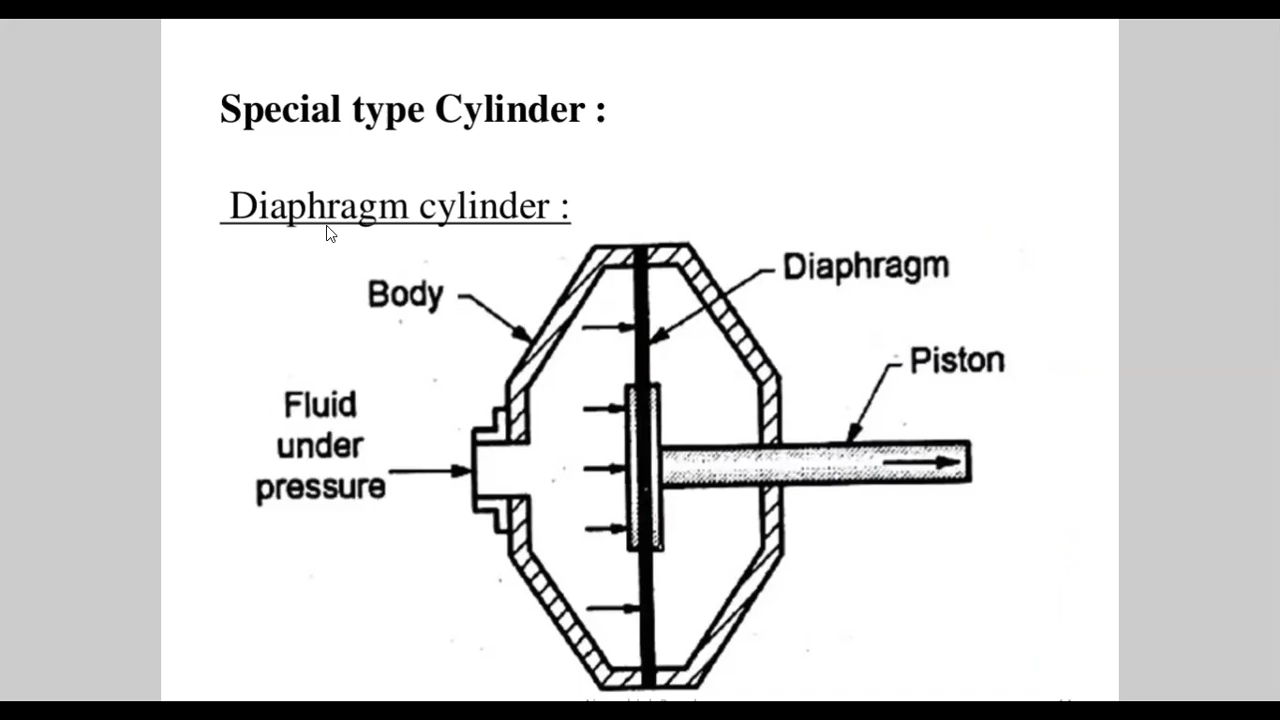 Special type Cylinder :
Diaphragm cylinder :
Diaphragm
Body
Piston
Fluid
under
pressure